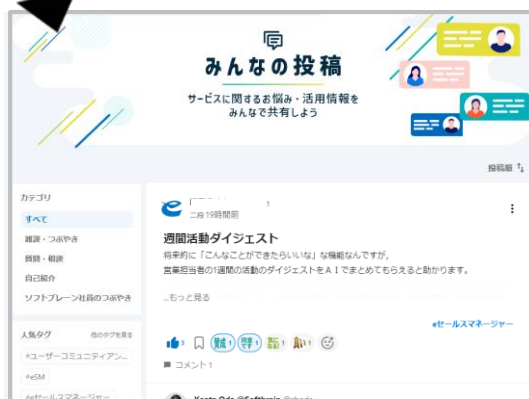 みんなの投稿
サービスに関するお悩み・活用情報を
みんなで共有しよう
投稿順
カテゴリ
すべて
雑談・つぶやき
質問・相談
自己紹介
ソフトブレーン社員のつぶやき
人気タグ 他のタグを見る
#ユーザーコミュニティアン...
#eSM
#eセールスマネージャー
19時間前
週間活動ダイジェスト
将来的に「こんなことができたらいいな」な機能なんですが、
営業担当者の1週間の活動のダイジェストをAIでまとめてもらえると助かります。
...もっと見る
eセールスマネージャー
3 1 1 1 1
コメント1